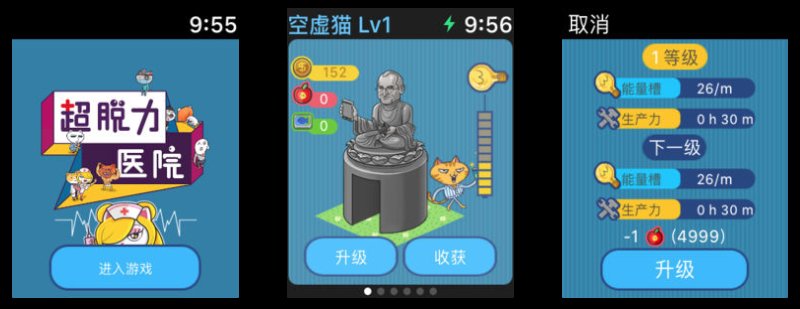 9:55
超脱力
医院
进入游戏
空虚猫 Lv1
9:56
152
0
0
3
升级
收获
取消
1 等级
能量槽
26/m
生产力
0 h 30 m
下一级
能量槽
26/m
生产力
0 h 30 m
-1 (4999)
升级